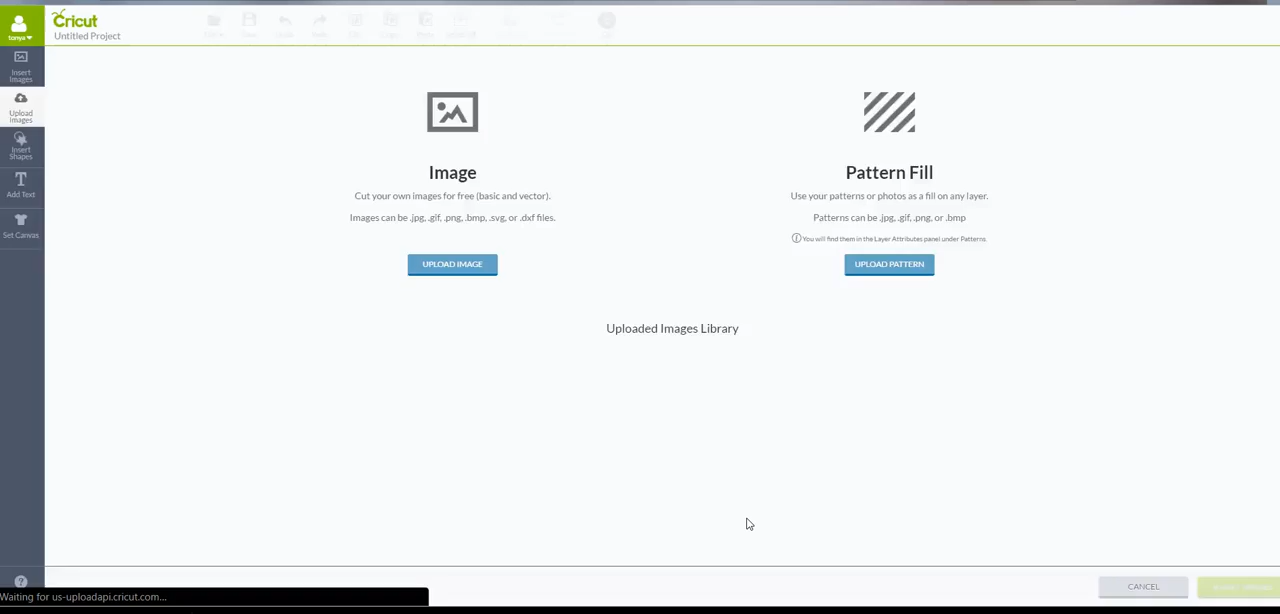 tonya
Cricut
Untitled Project
Insert
Images
Upload
Images
Insert
Shapes
Add Text
Set Canvas
Image
Cut your own images for free (basic and vector).
Images can be .jpg, .gif, .png, .bmp, .svg, or .dxf files.
UPLOAD IMAGE
Pattern Fill
Use your patterns or photos as a fill on any layer.
Patterns can be .jpg, .gif, .png, or .bmp
You will find them in the Layer Attributes panel under Patterns.
UPLOAD PATTERN
Uploaded Images Library
CANCEL
Waiting for us-uploadapi.cricut.com...